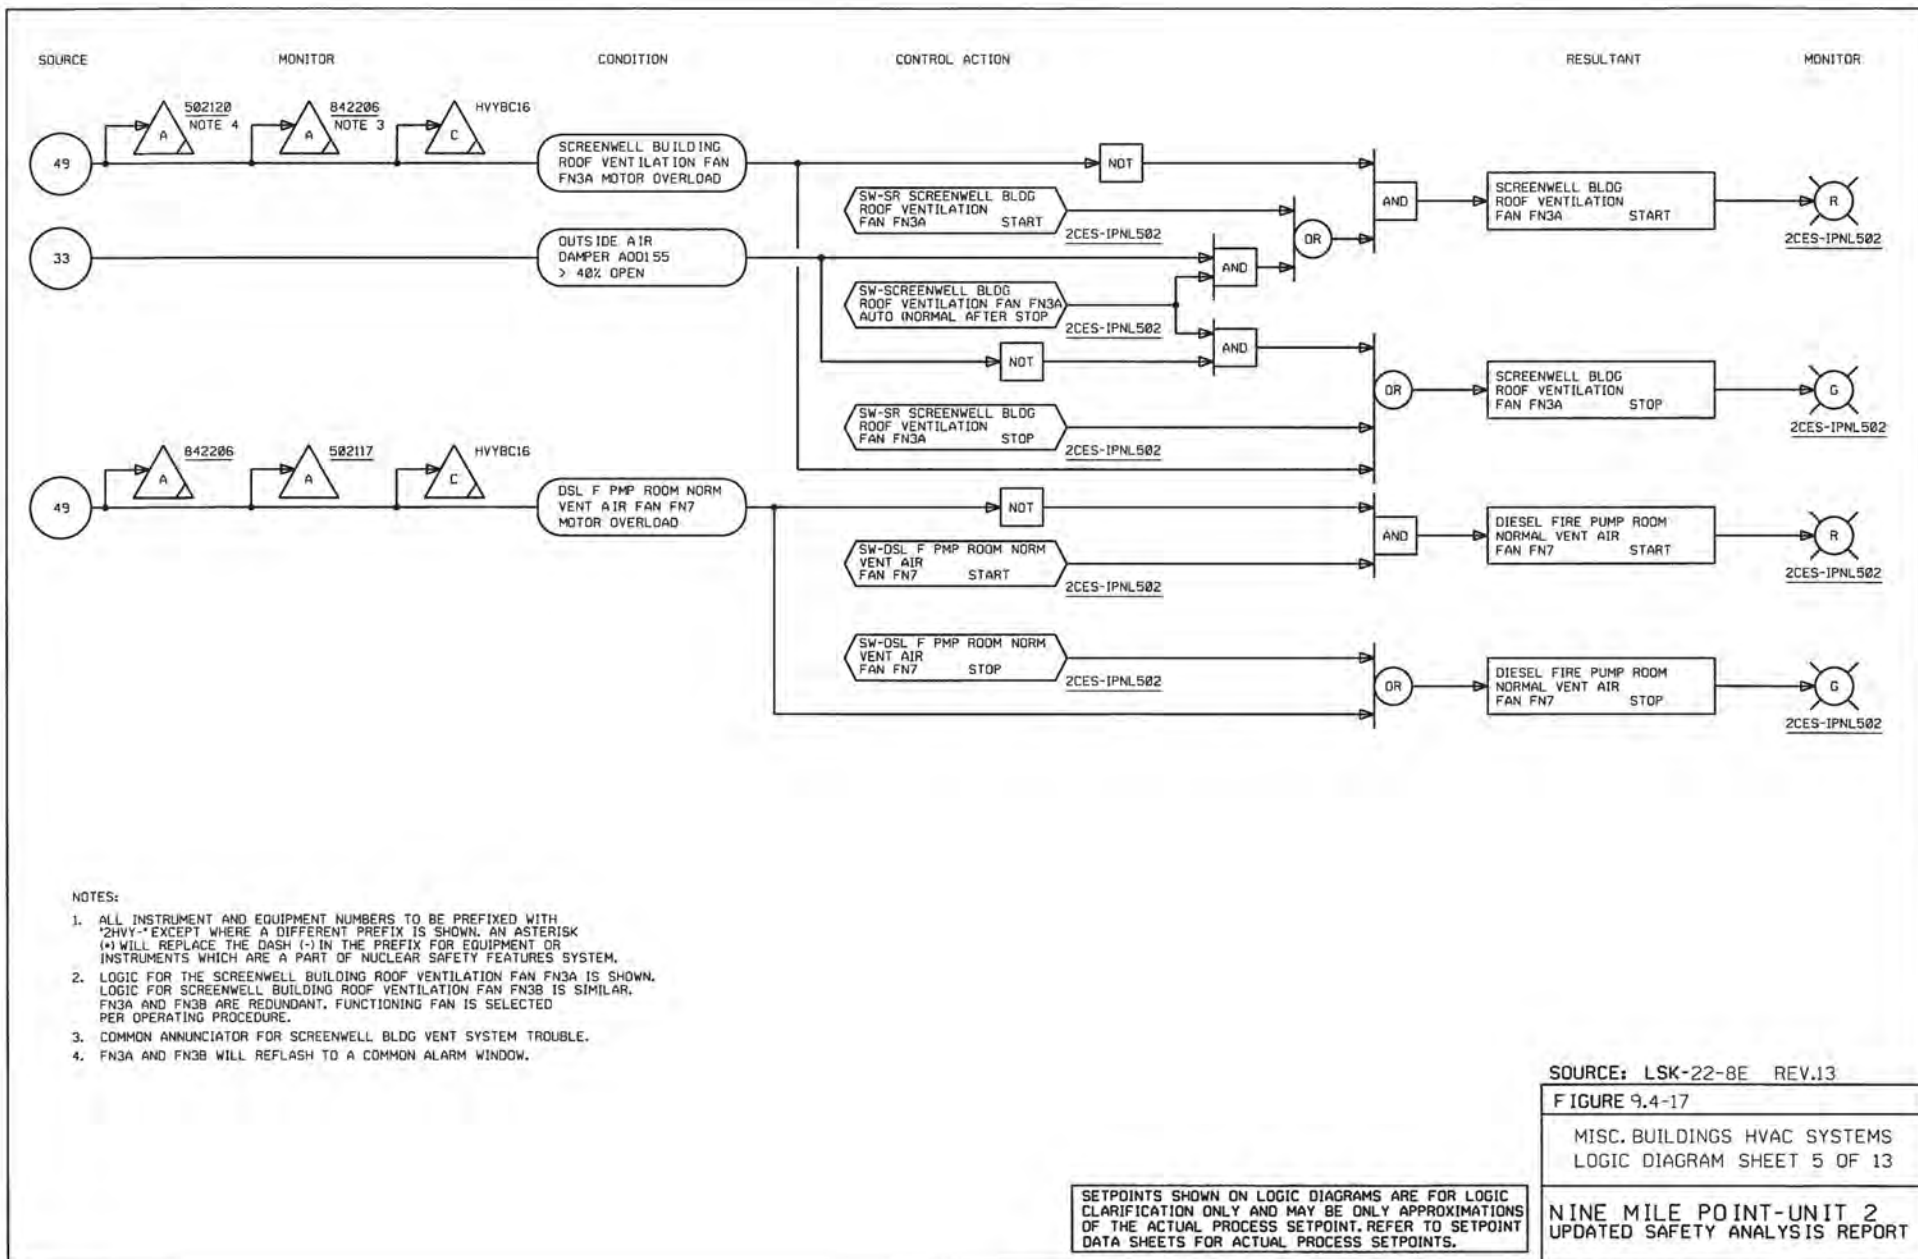 SOURCE
MONITOR
CONDITION
CONTROL ACTION
RESULTANT
MONITOR
49
A
502120
NOTE 4
A
842206
NOTE 3
C
HVYBC16
SCREENWELL BUILDING
ROOF VENTILATION FAN
FN3A MOTOR OVERLOAD
NOT
SW-SR SCREENWELL BLDG
ROOF VENTILATION
FAN FN3A START
2CES-IPNL502
OR
AND
SCREENWELL BLDG
ROOF VENTILATION
FAN FN3A START
R
2CES-IPNL502
33
OUTSIDE AIR
DAMPER AOD155
> 40% OPEN
AND
SW-SCREENWELL BLDG
ROOF VENTILATION FAN FN3A
AUTO (NORMAL AFTER STOP
2CES-IPNL502
AND
NOT
SW-SR SCREENWELL BLDG
ROOF VENTILATION
FAN FN3A STOP
2CES-IPNL502
OR
SCREENWELL BLDG
ROOF VENTILATION
FAN FN3A STOP
G
2CES-IPNL502
49
A
842206
A
502117
C
HVYBC16
DSL F PMP ROOM NORM
VENT AIR FAN FN7
MOTOR OVERLOAD
NOT
SW-DSL F PMP ROOM NORM
VENT AIR
FAN FN7 START
2CES-IPNL502
AND
DIESEL FIRE PUMP ROOM
NORMAL VENT AIR
FAN FN7 START
R
2CES-IPNL502
SW-DSL F PMP ROOM NORM
VENT AIR
FAN FN7 STOP
2CES-IPNL502
OR
DIESEL FIRE PUMP ROOM
NORMAL VENT AIR
FAN FN7 STOP
G
2CES-IPNL502
NOTES:
1. ALL INSTRUMENT AND EQUIPMENT NUMBERS TO BE PREFIXED WITH
"2HVY-" EXCEPT WHERE A DIFFERENT PREFIX IS SHOWN. AN ASTERISK
(*) WILL REPLACE THE DASH (-) IN THE PREFIX FOR EQUIPMENT OR
INSTRUMENTS WHICH ARE A PART OF NUCLEAR SAFETY FEATURES SYSTEM.
2. LOGIC FOR THE SCREENWELL BUILDING ROOF VENTILATION FAN FN3A IS SHOWN.
LOGIC FOR SCREENWELL BUILDING ROOF VENTILATION FAN FN3B IS SIMILAR.
FN3A AND FN3B ARE REDUNDANT. FUNCTIONING FAN IS SELECTED
PER OPERATING PROCEDURE.
3. COMMON ANNUNCIATOR FOR SCREENWELL BLDG VENT SYSTEM TROUBLE.
4. FN3A AND FN3B WILL REFLASH TO A COMMON ALARM WINDOW.
SETPOINTS SHOWN ON LOGIC DIAGRAMS ARE FOR LOGIC
CLARIFICATION ONLY AND MAY BE ONLY APPROXIMATIONS
OF THE ACTUAL PROCESS SETPOINT. REFER TO SETPOINT
DATA SHEETS FOR ACTUAL PROCESS SETPOINTS.
SOURCE: LSK-22-8E REV.13
FIGURE 9.4-17
MISC. BUILDINGS HVAC SYSTEMS
LOGIC DIAGRAM SHEET 5 OF 13
NINE MILE POINT-UNIT 2
UPDATED SAFETY ANALYSIS REPORT